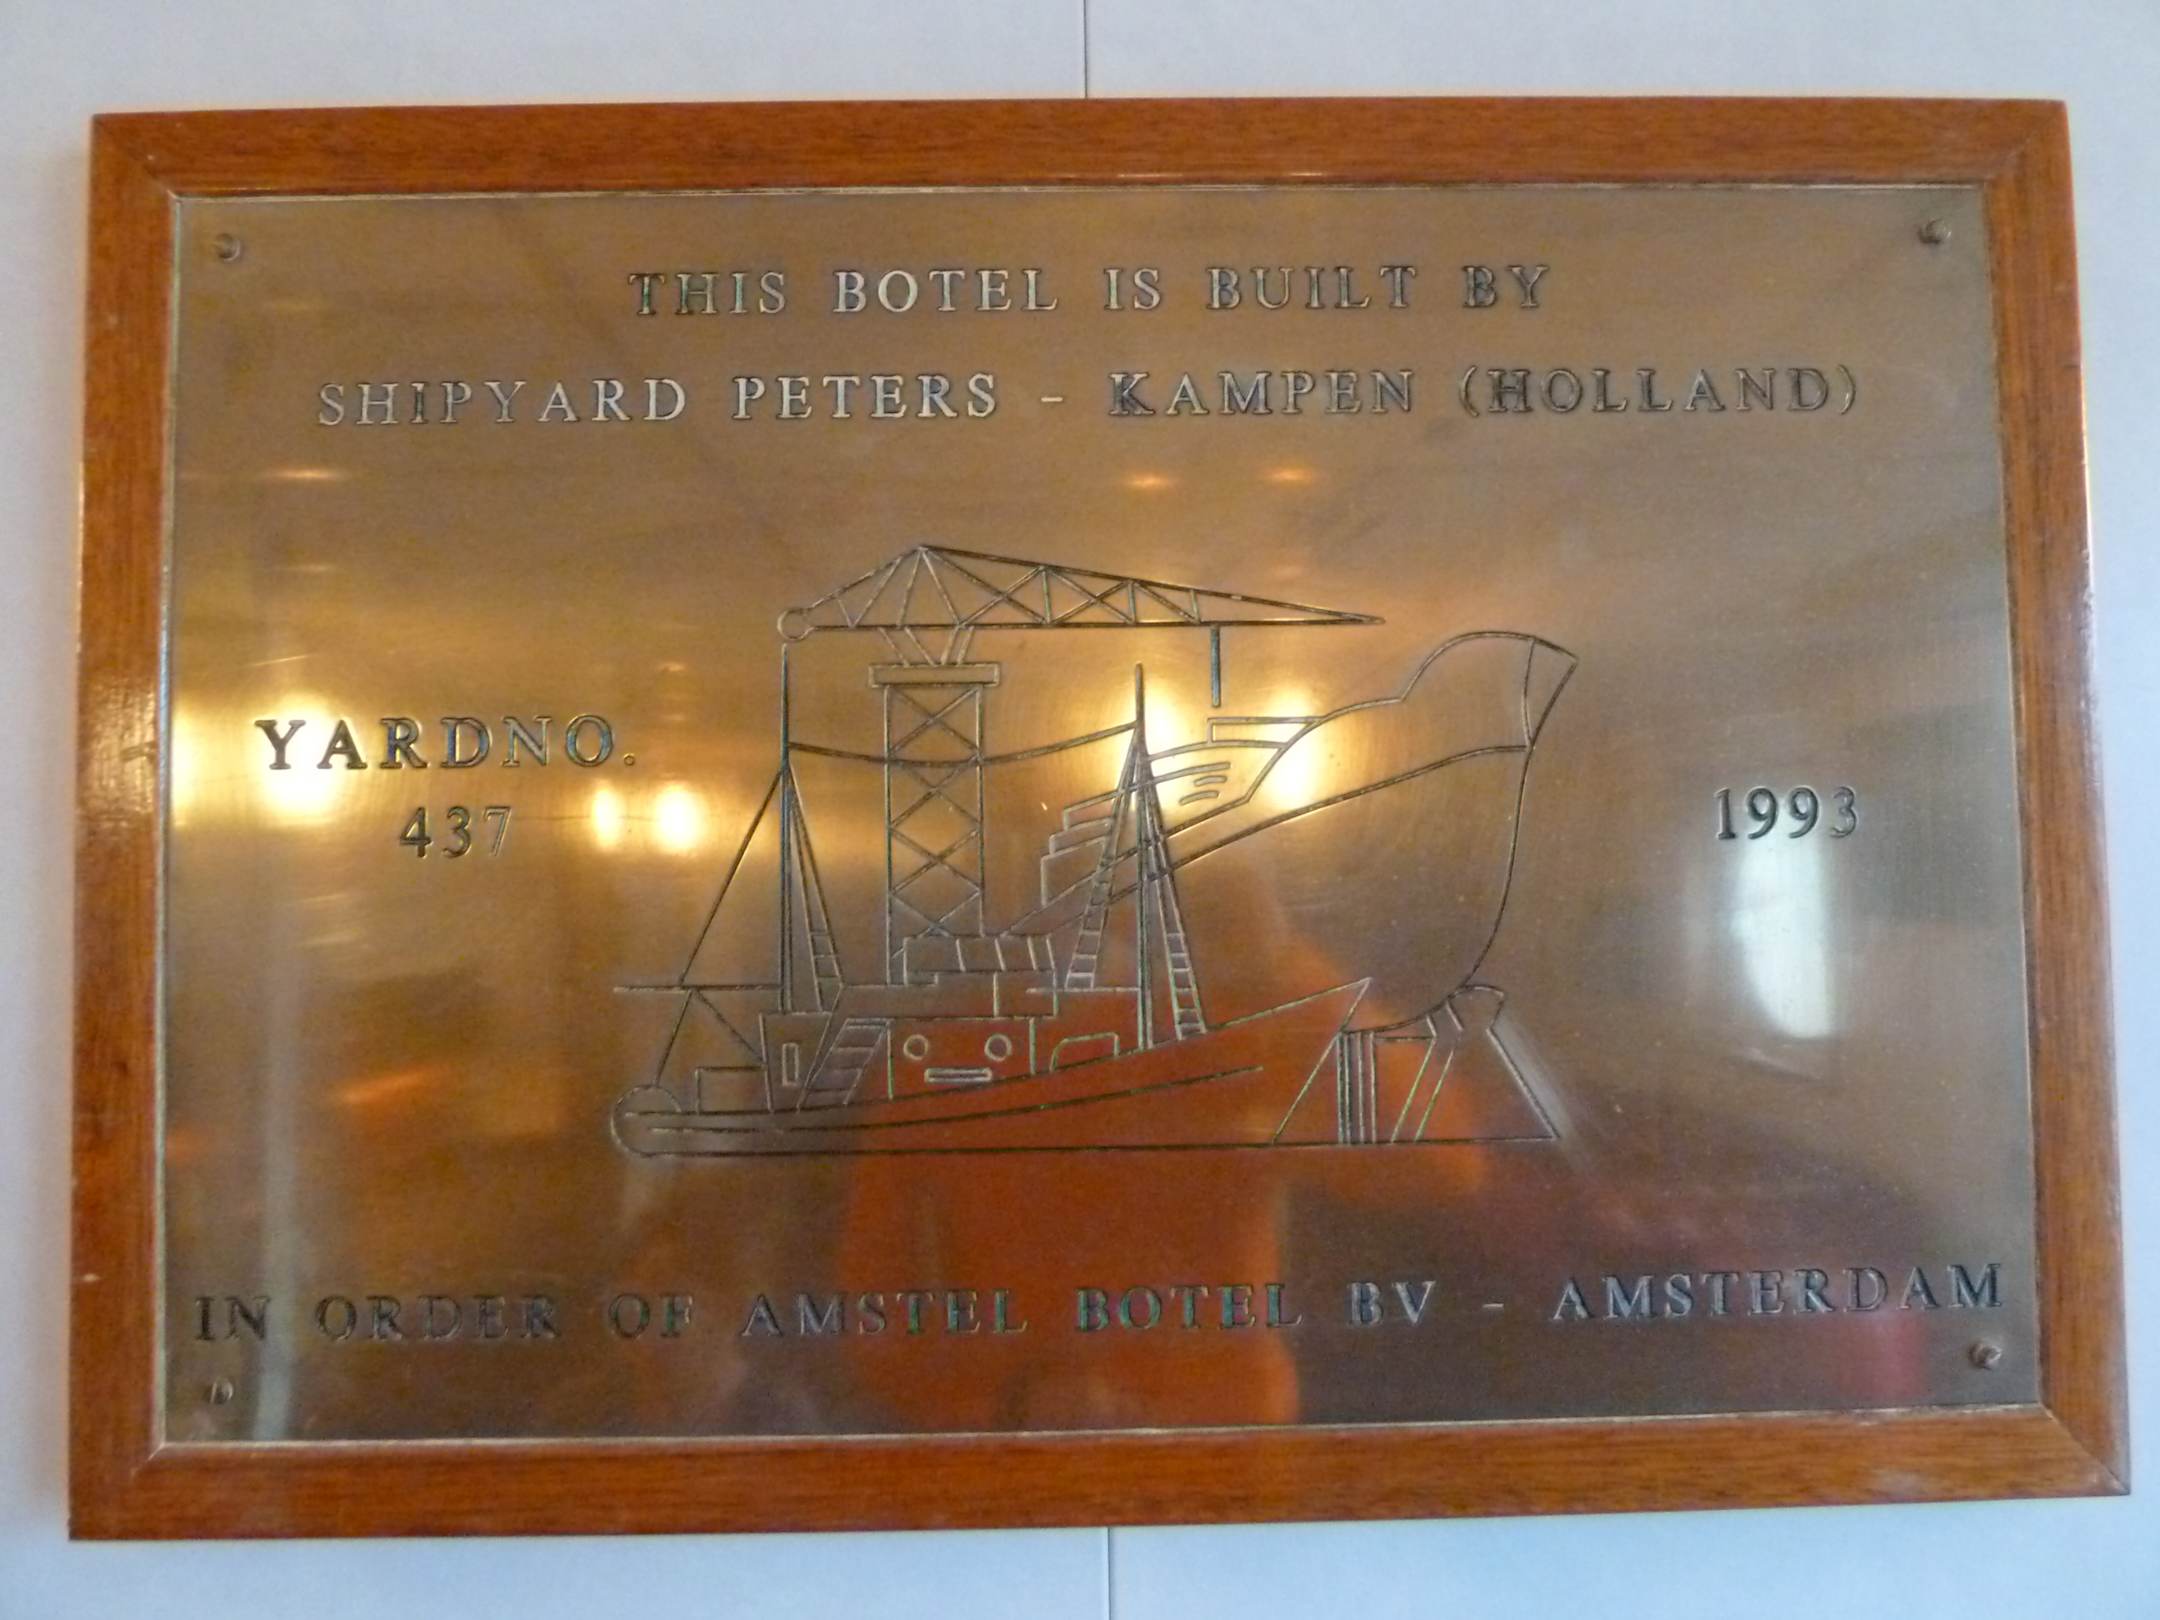 THIS BOTEL IS BUILT BY
SHIPYARD PETERS - KAMPEN (HOLLAND)
YARDNO.
437
1993
IN ORDER OF AMSTEL BOTEL BV - AMSTERDAM